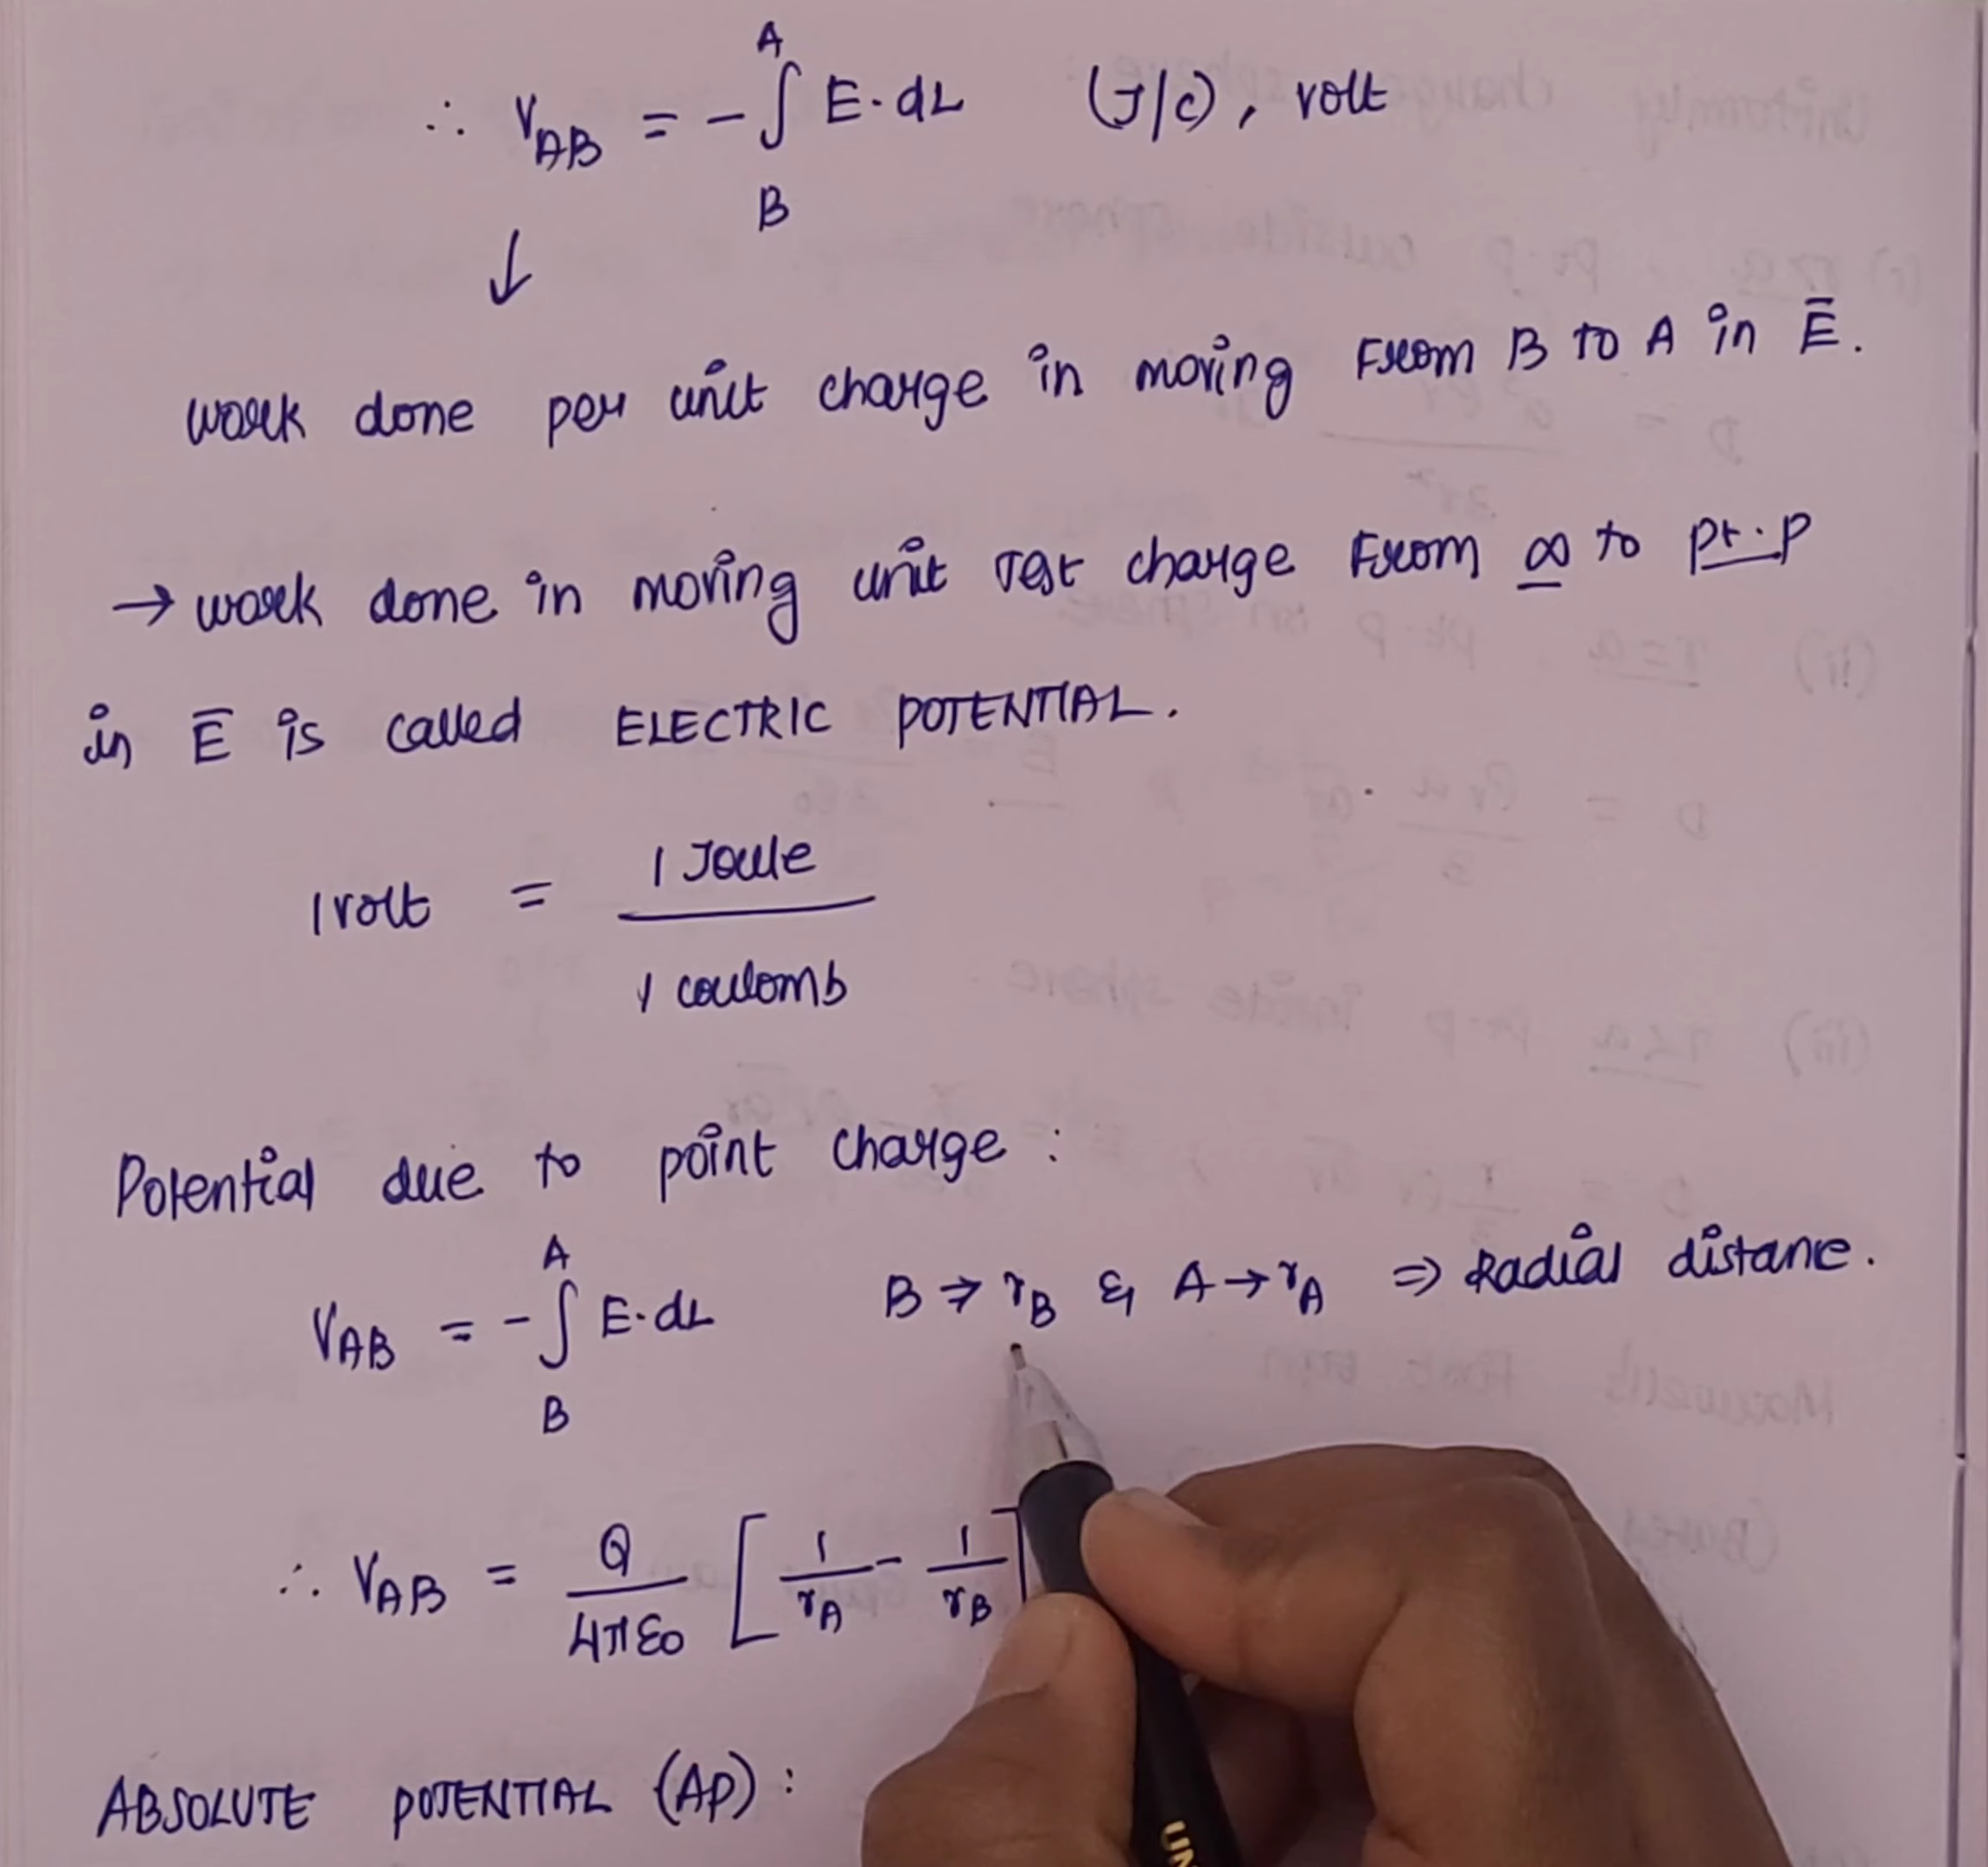 ∴ V_AB = - ∫_B^A E·dL (J/C), volt
↓
work done per unit charge in moving From B to A in E̅.
→ work done in moving unit Test charge From ∞ to pt.p
in E̅ is called ELECTRIC POTENTIAL.
1 volt = 1 Joule / 1 coulomb
Potential due to point charge :
V_AB = - ∫_B^A E·dL B → r_B & A → r_A ⇒ Radial distane.
∴ V_AB = Q / 4πε0 [ 1/r_A - 1/r_B ]
ABSOLUTE POTENTIAL (AP) :
UN